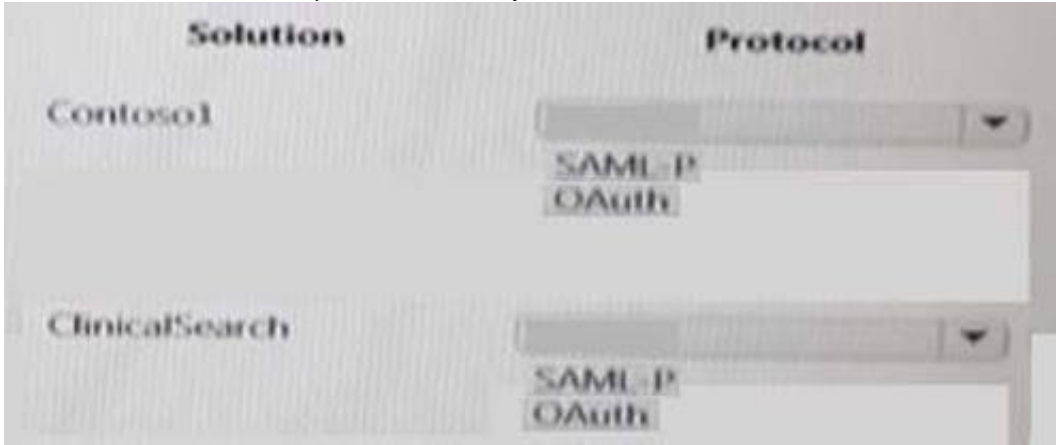 Solution Protocol
Contoso1
SAML-P
OAuth
ClinicalSearch
SAML-P
OAuth